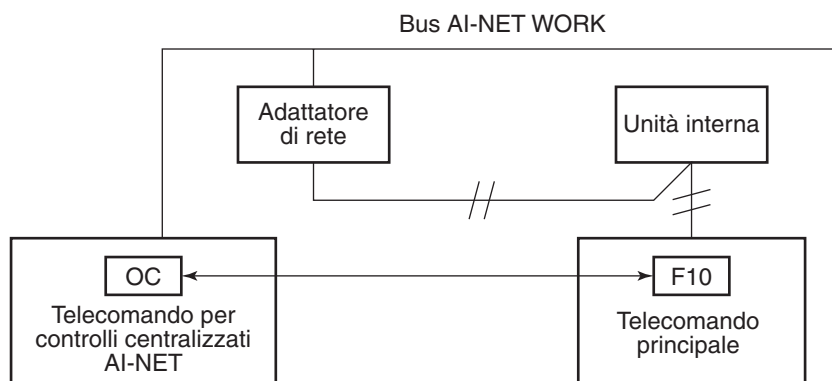 Bus AI-NET WORK
Adattatore
di rete
Unità interna
OC
F10
Telecomando per
controlli centralizzati
AI-NET
Telecomando
principale